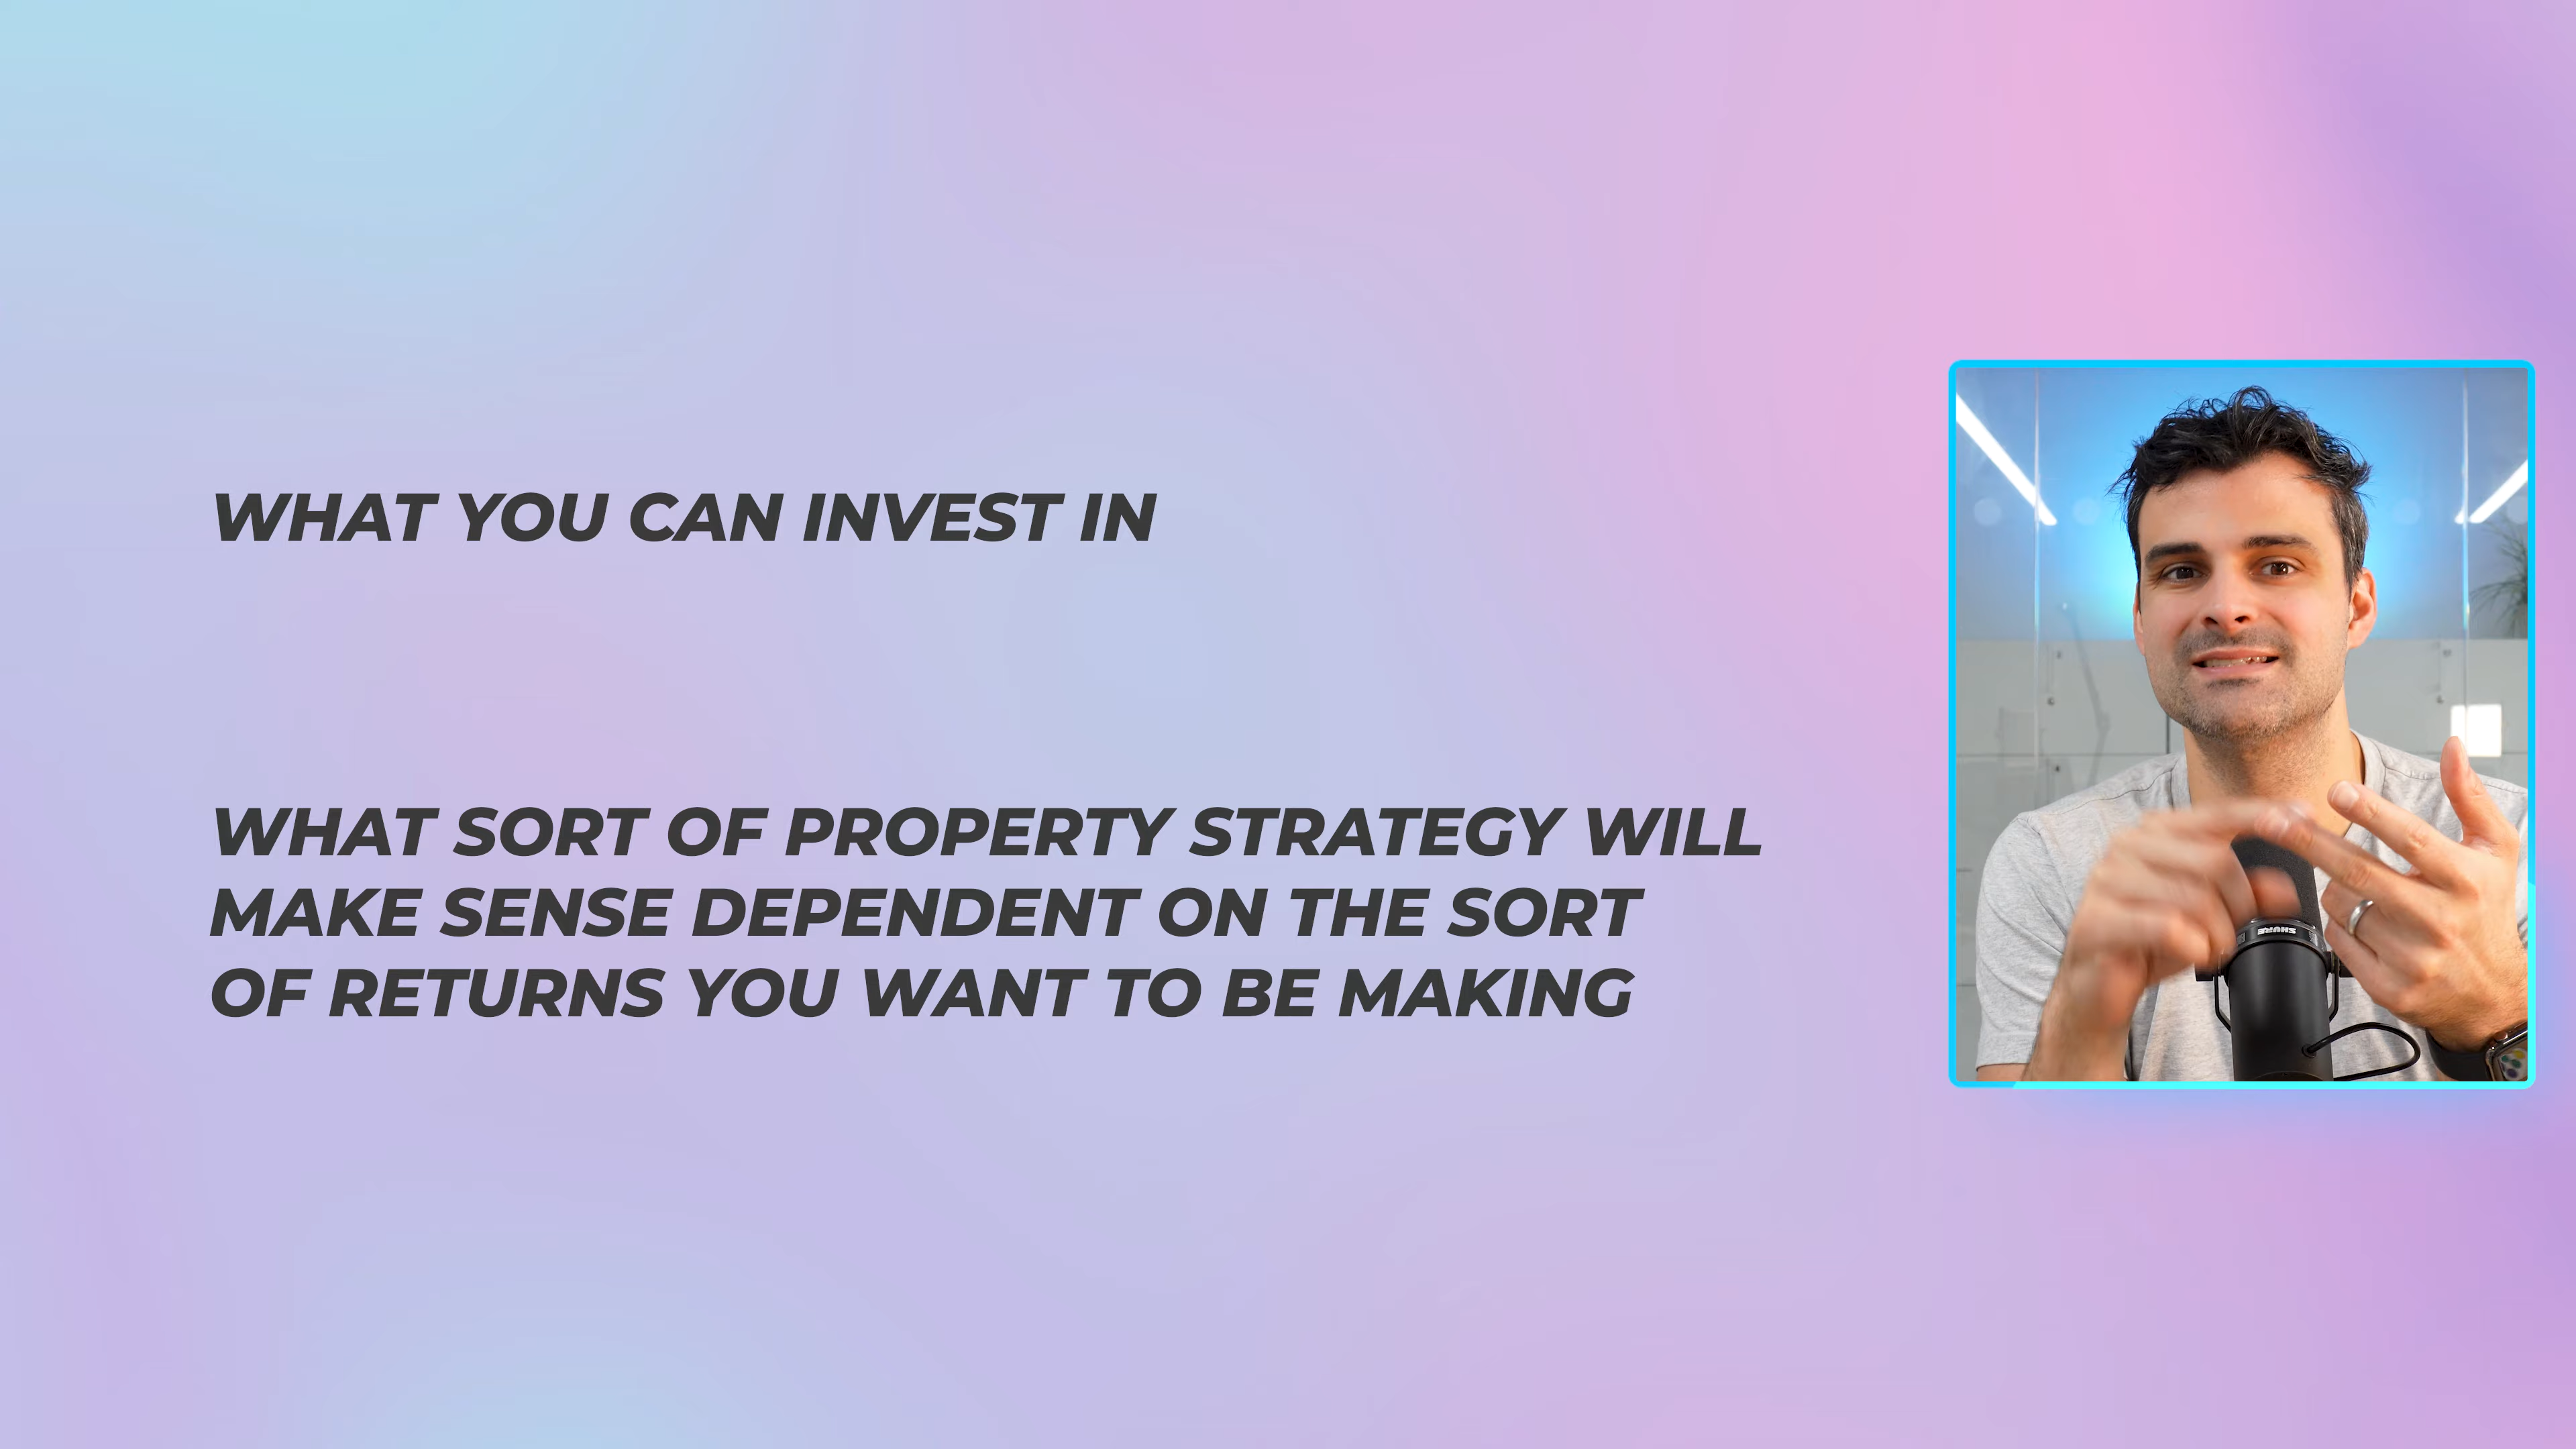 WHAT YOU CAN INVEST IN
WHAT SORT OF PROPERTY STRATEGY WILL
MAKE SENSE DEPENDENT ON THE SORT
OF RETURNS YOU WANT TO BE MAKING
SHURE